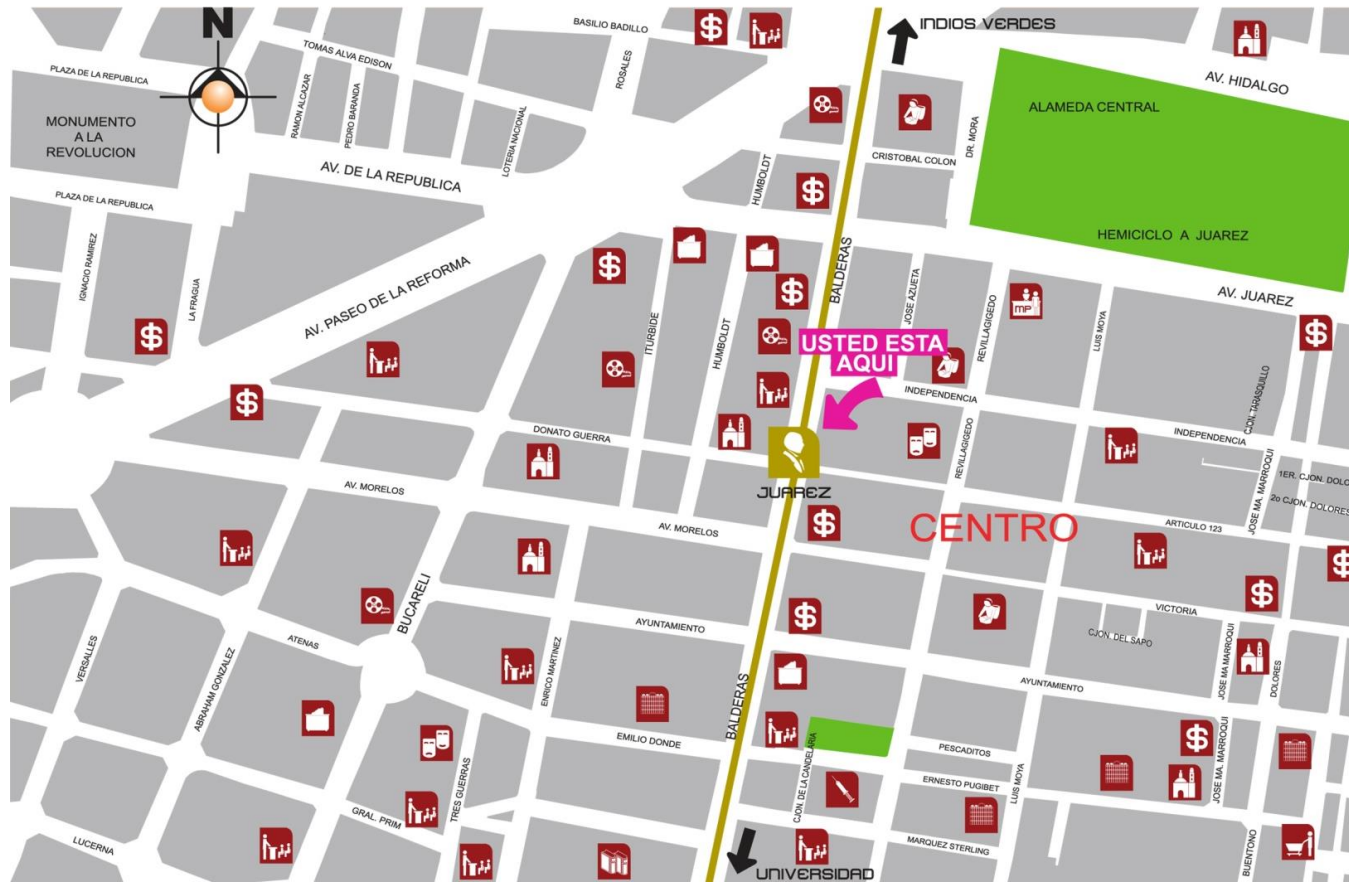 N
INDIOS VERDES
BASILIO BADILLO
TOMAS ALVA EDISON
ROSALES
AV. HIDALGO
PLAZA DE LA REPUBLICA
RAMON ALCAZAR
PEDRO BARANDA
LOTERIA NACIONAL
MONUMENTO
A LA
REVOLUCION
ALAMEDA CENTRAL
DR. MORA
CRISTOBAL COLON
HUMBOLDT
AV. DE LA REPUBLICA
PLAZA DE LA REPUBLICA
HEMICICLO A JUAREZ
IGNACIO RAMIREZ
LA FRAGUA
AV. PASEO DE LA REFORMA
BALDERAS
JOSE AZUETA
AV. JUAREZ
MP
REVILLAGIGEDO
LUIS MOYA
ITURBIDE
HUMBOLDT
USTED ESTA
AQUI
INDEPENDENCIA
CJON. TARASQUILLO
DONATO GUERRA
REVILLAGIGEDO
INDEPENDENCIA
AV. MORELOS
JUAREZ
JOSE MA. MARROQUI
1ER. CJON. DOLO
2o CJON. DOLORES
AV. MORELOS
CENTRO
ARTICULO 123
BUCARELI
VICTORIA
AYUNTAMIENTO
ATENAS
CJON. DEL SAPO
VERSALLES
ABRAHAM GONZALEZ
ENRICO MARTINEZ
BALDERAS
AYUNTAMIENTO
JOSE MA MARROQUI
DOLORES
EMILIO DONDE
CJON. DE LA CANDELARIA
PESCADITOS
TRES GUERRAS
ERNESTO PUGIBET
LUIS MOYA
JOSE MA. MARROQUI
GRAL. PRIM
LUCERNA
MARQUEZ STERLING
BUENTONO
UNIVERSIDAD